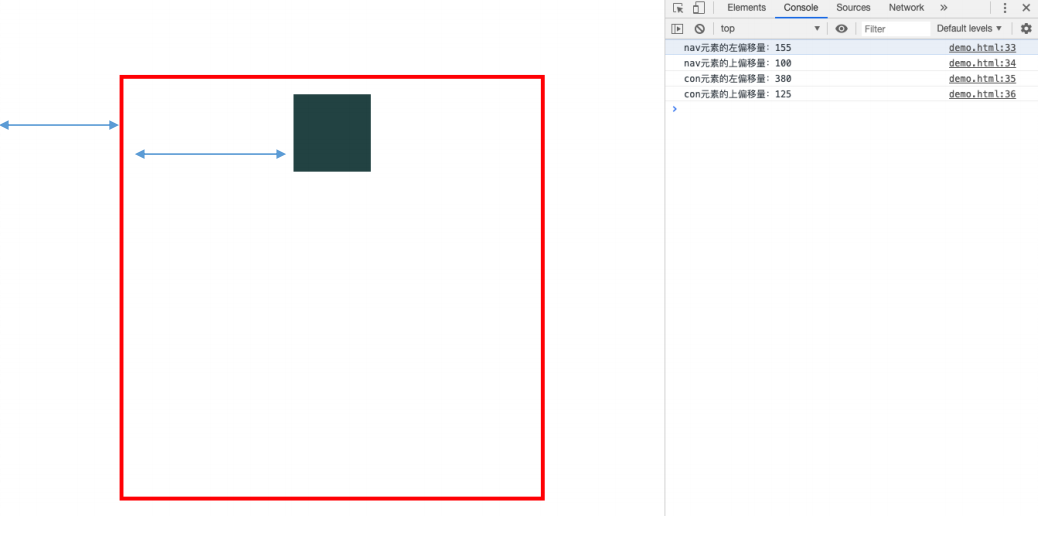 Elements Console Sources Network »
top Filter Default levels
nav元素的左偏移量: 155 demo.html:33
nav元素的上偏移量: 100 demo.html:34
con元素的左偏移量: 380 demo.html:35
con元素的上偏移量: 125 demo.html:36